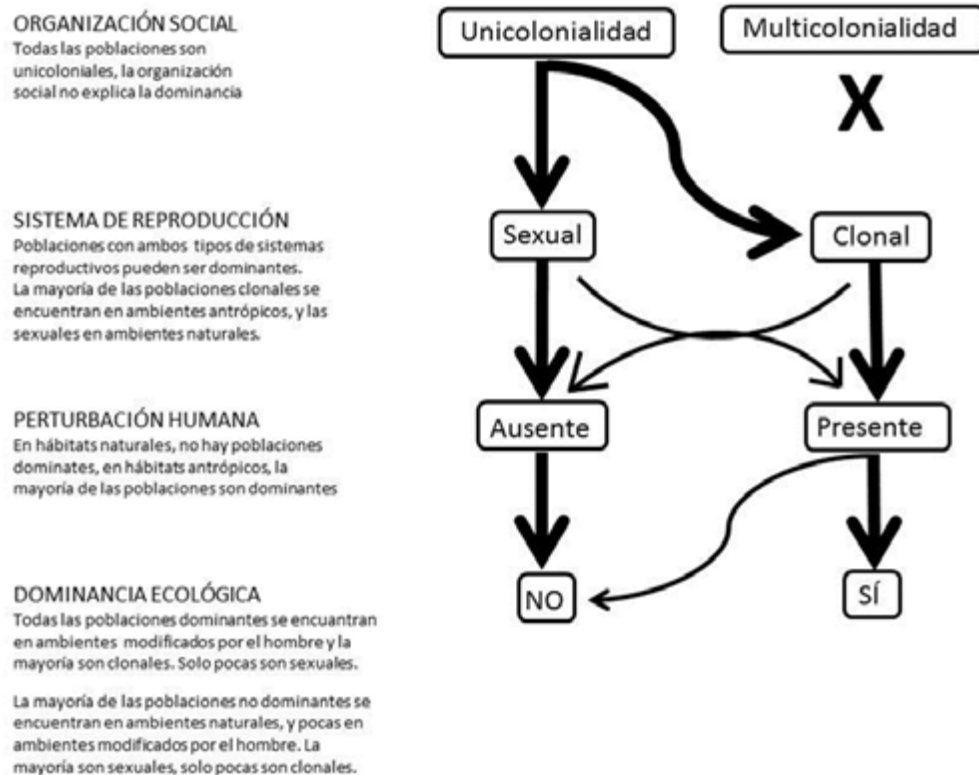 ORGANIZACIÓN SOCIAL
Todas las poblaciones son
unicoloniales, la organización
social no explica la dominancia
Unicolonialidad
Multicolonialidad
X
SISTEMA DE REPRODUCCIÓN
Poblaciones con ambos tipos de sistemas
reproductivos pueden ser dominantes.
La mayoría de las poblaciones clonales se
encuentran en ambientes antrópicos, y las
sexuales en ambientes naturales.
Sexual
Clonal
PERTURBACIÓN HUMANA
En hábitats naturales, no hay poblaciones
dominates, en hábitats antrópicos, la
mayoría de las poblaciones son dominantes
Ausente
Presente
DOMINANCIA ECOLÓGICA
Todas las poblaciones dominantes se encuantran
en ambientes modificados por el hombre y la
mayoría son clonales. Solo pocas son sexuales.
La mayoría de las poblaciones no dominantes se
encuentran en ambientes naturales, y pocas en
ambientes modificados por el hombre. La
mayoría son sexuales, solo pocas son clonales.
NO
SÍ